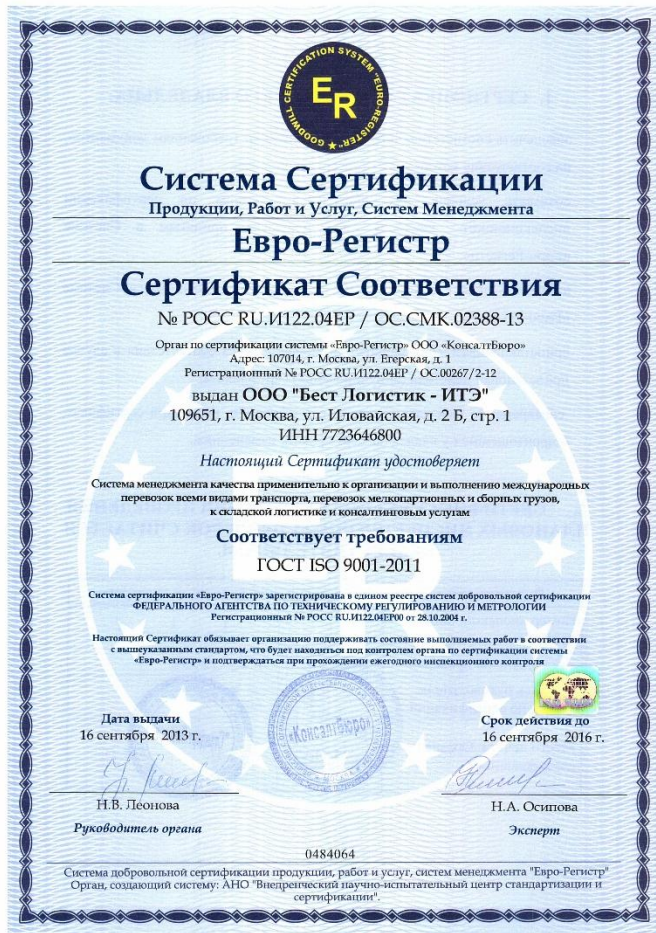 GOODWILL CERTIFICATION SYSTEM "EURO-REGISTER"
ER
Система Сертификации
Продукции, Работ и Услуг, Систем Менеджмента
Евро-Регистр
Сертификат Соответствия
№ РОСС RU.И122.04ЕР / ОС.СМК.02388-13
Орган по сертификации системы «Евро-Регистр» ООО «КонсалтБюро»
Адрес: 107014, г. Москва, ул. Егерская, д. 1
Регистрационный № РОСС RU.И122.04ЕР / ОС.00267/2-12
выдан ООО "Бест Логистик - ИТЭ"
109651, г. Москва, ул. Иловайская, д. 2 Б, стр. 1
ИНН 7723646800
Настоящий Сертификат удостоверяет
Система менеджмента качества применительно к организации и выполнению международных
перевозок всеми видами транспорта, перевозок мелкопартионных и сборных грузов,
к складской логистике и консалтинговым услугам
Соответствует требованиям
ГОСТ ISO 9001-2011
Система сертификации «Евро-Регистр» зарегистрирована в едином реестре систем добровольной сертификации
ФЕДЕРАЛЬНОГО АГЕНТСТВА ПО ТЕХНИЧЕСКОМУ РЕГУЛИРОВАНИЮ И МЕТРОЛОГИИ
Регистрационный № РОСС RU.И122.04ЕР00 от 28.10.2004 г.
Настоящий Сертификат обязывает организацию поддерживать состояние выполняемых работ в соответствии
с вышеуказанным стандартом, что будет находиться под контролем органа по сертификации системы
«Евро-Регистр» и подтверждаться при прохождении ежегодного инспекционного контроля
Дата выдачи
16 сентября 2013 г.
Срок действия до
16 сентября 2016 г.
«КонсалтБюро»
Н.В. Леонова
Руководитель органа
Н.А. Осипова
Эксперт
0484064
Система добровольной сертификации продукции, работ и услуг, систем менеджмента "Евро-Регистр"
Орган, создающий систему: АНО "Внедренческий научно-испытательный центр стандартизации и
сертификации".